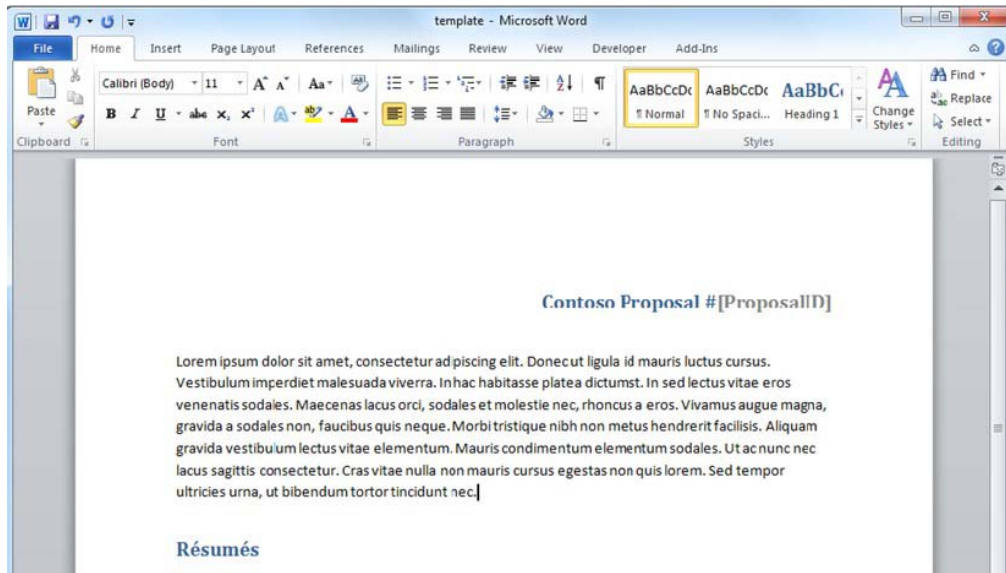 template - Microsoft Word
File Home Insert Page Layout References Mailings Review View Developer Add-Ins
Calibri (Body) 11 A A Aa
Paste
B I U abc x₂ x² A ab A
AaBbCcDc AaBbCcDc AaBbC
¶ Normal ¶ No Spaci... Heading 1
Change
Styles
Find
Replace
Select
Clipboard Font Paragraph Styles Editing
Contoso Proposal #[ProposalID]
Lorem ipsum dolor sit amet, consectetur adipiscing elit. Donec ut ligula id mauris luctus cursus.
Vestibulum imperdiet malesuada viverra. In hac habitasse platea dictumst. In sed lectus vitae eros
venenatis sodales. Maecenas lacus orci, sodales et molestie nec, rhoncus a eros. Vivamus augue magna,
gravida a sodales non, faucibus quis neque. Morbi tristique nibh non metus hendrerit facilisis. Aliquam
gravida vestibulum lectus vitae elementum. Mauris condimentum elementum sodales. Ut ac nunc nec
lacus sagittis consectetur. Cras vitae nulla non mauris cursus egestas non quis lorem. Sed tempor
ultricies urna, ut bibendum tortor tincidunt nec.
Résumés